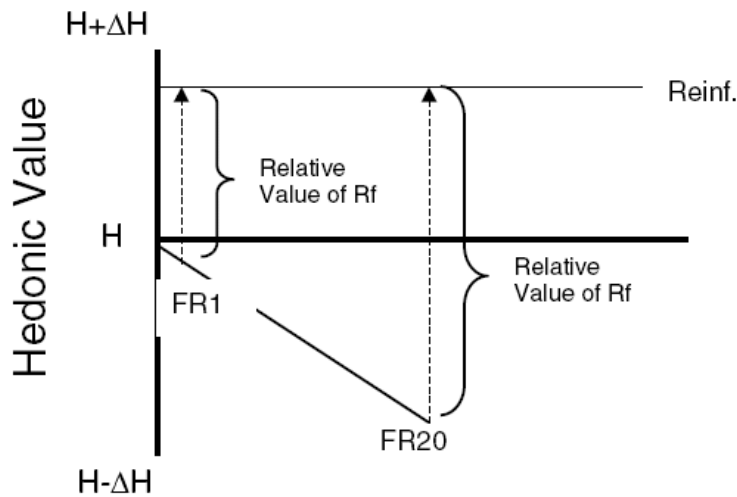 H+ΔH
Reinf.
Relative
Value of Rf
Hedonic Value
H
Relative
Value of Rf
FR1
FR20
H-ΔH